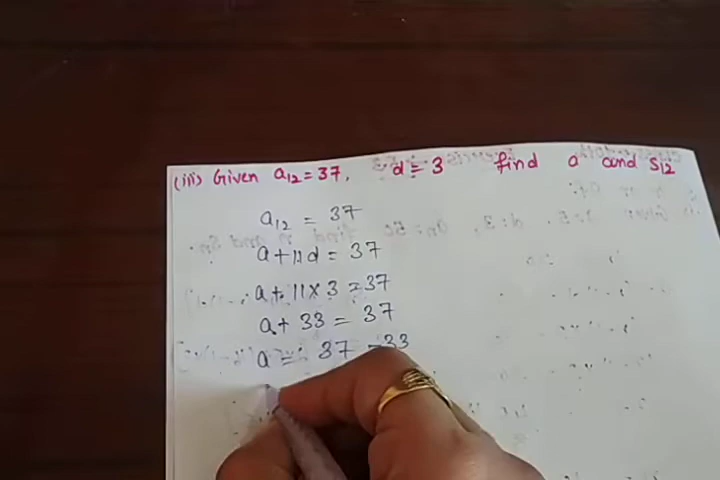 (iii) Given a12 = 37, d = 3 find a and S12
a12 = 37
a + 11d = 37
a + 11 × 3 = 37
a + 33 = 37
a = 37 - 33